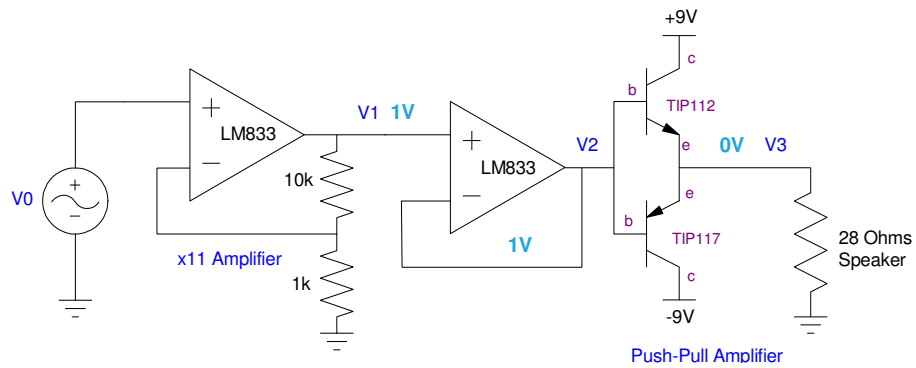 +9V
c
b
TIP112
V1 1V
LM833
LM833
V2
e
0V V3
10k
e
V0
b
TIP117
1V
28 Ohms
Speaker
x11 Amplifier
1k
c
-9V
Push-Pull Amplifier